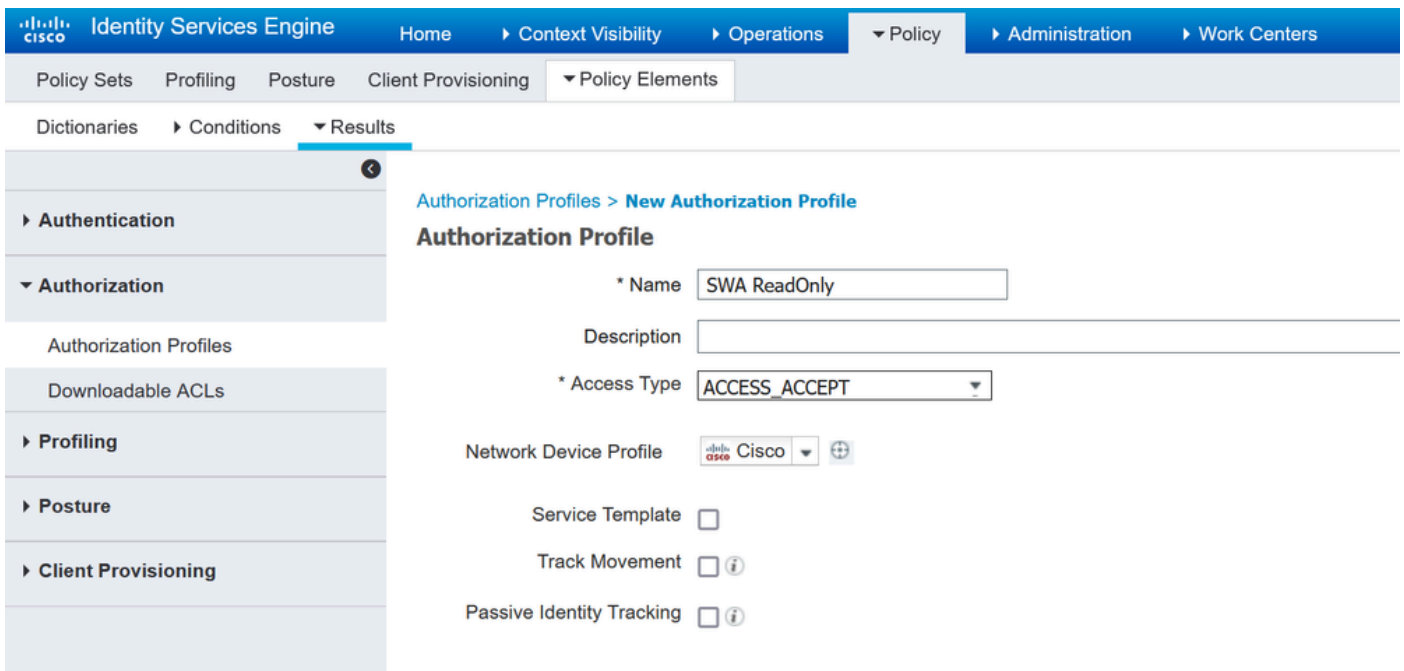 cisco Identity Services Engine Home Context Visibility Operations Policy Administration Work Centers
Policy Sets Profiling Posture Client Provisioning Policy Elements
Dictionaries Conditions Results
Authentication
Authorization
Authorization Profiles
Downloadable ACLs
Profiling
Posture
Client Provisioning
Authorization Profiles > New Authorization Profile
Authorization Profile
* Name SWA ReadOnly
Description
* Access Type ACCESS_ACCEPT
Network Device Profile cisco Cisco
Service Template
Track Movement i
Passive Identity Tracking i